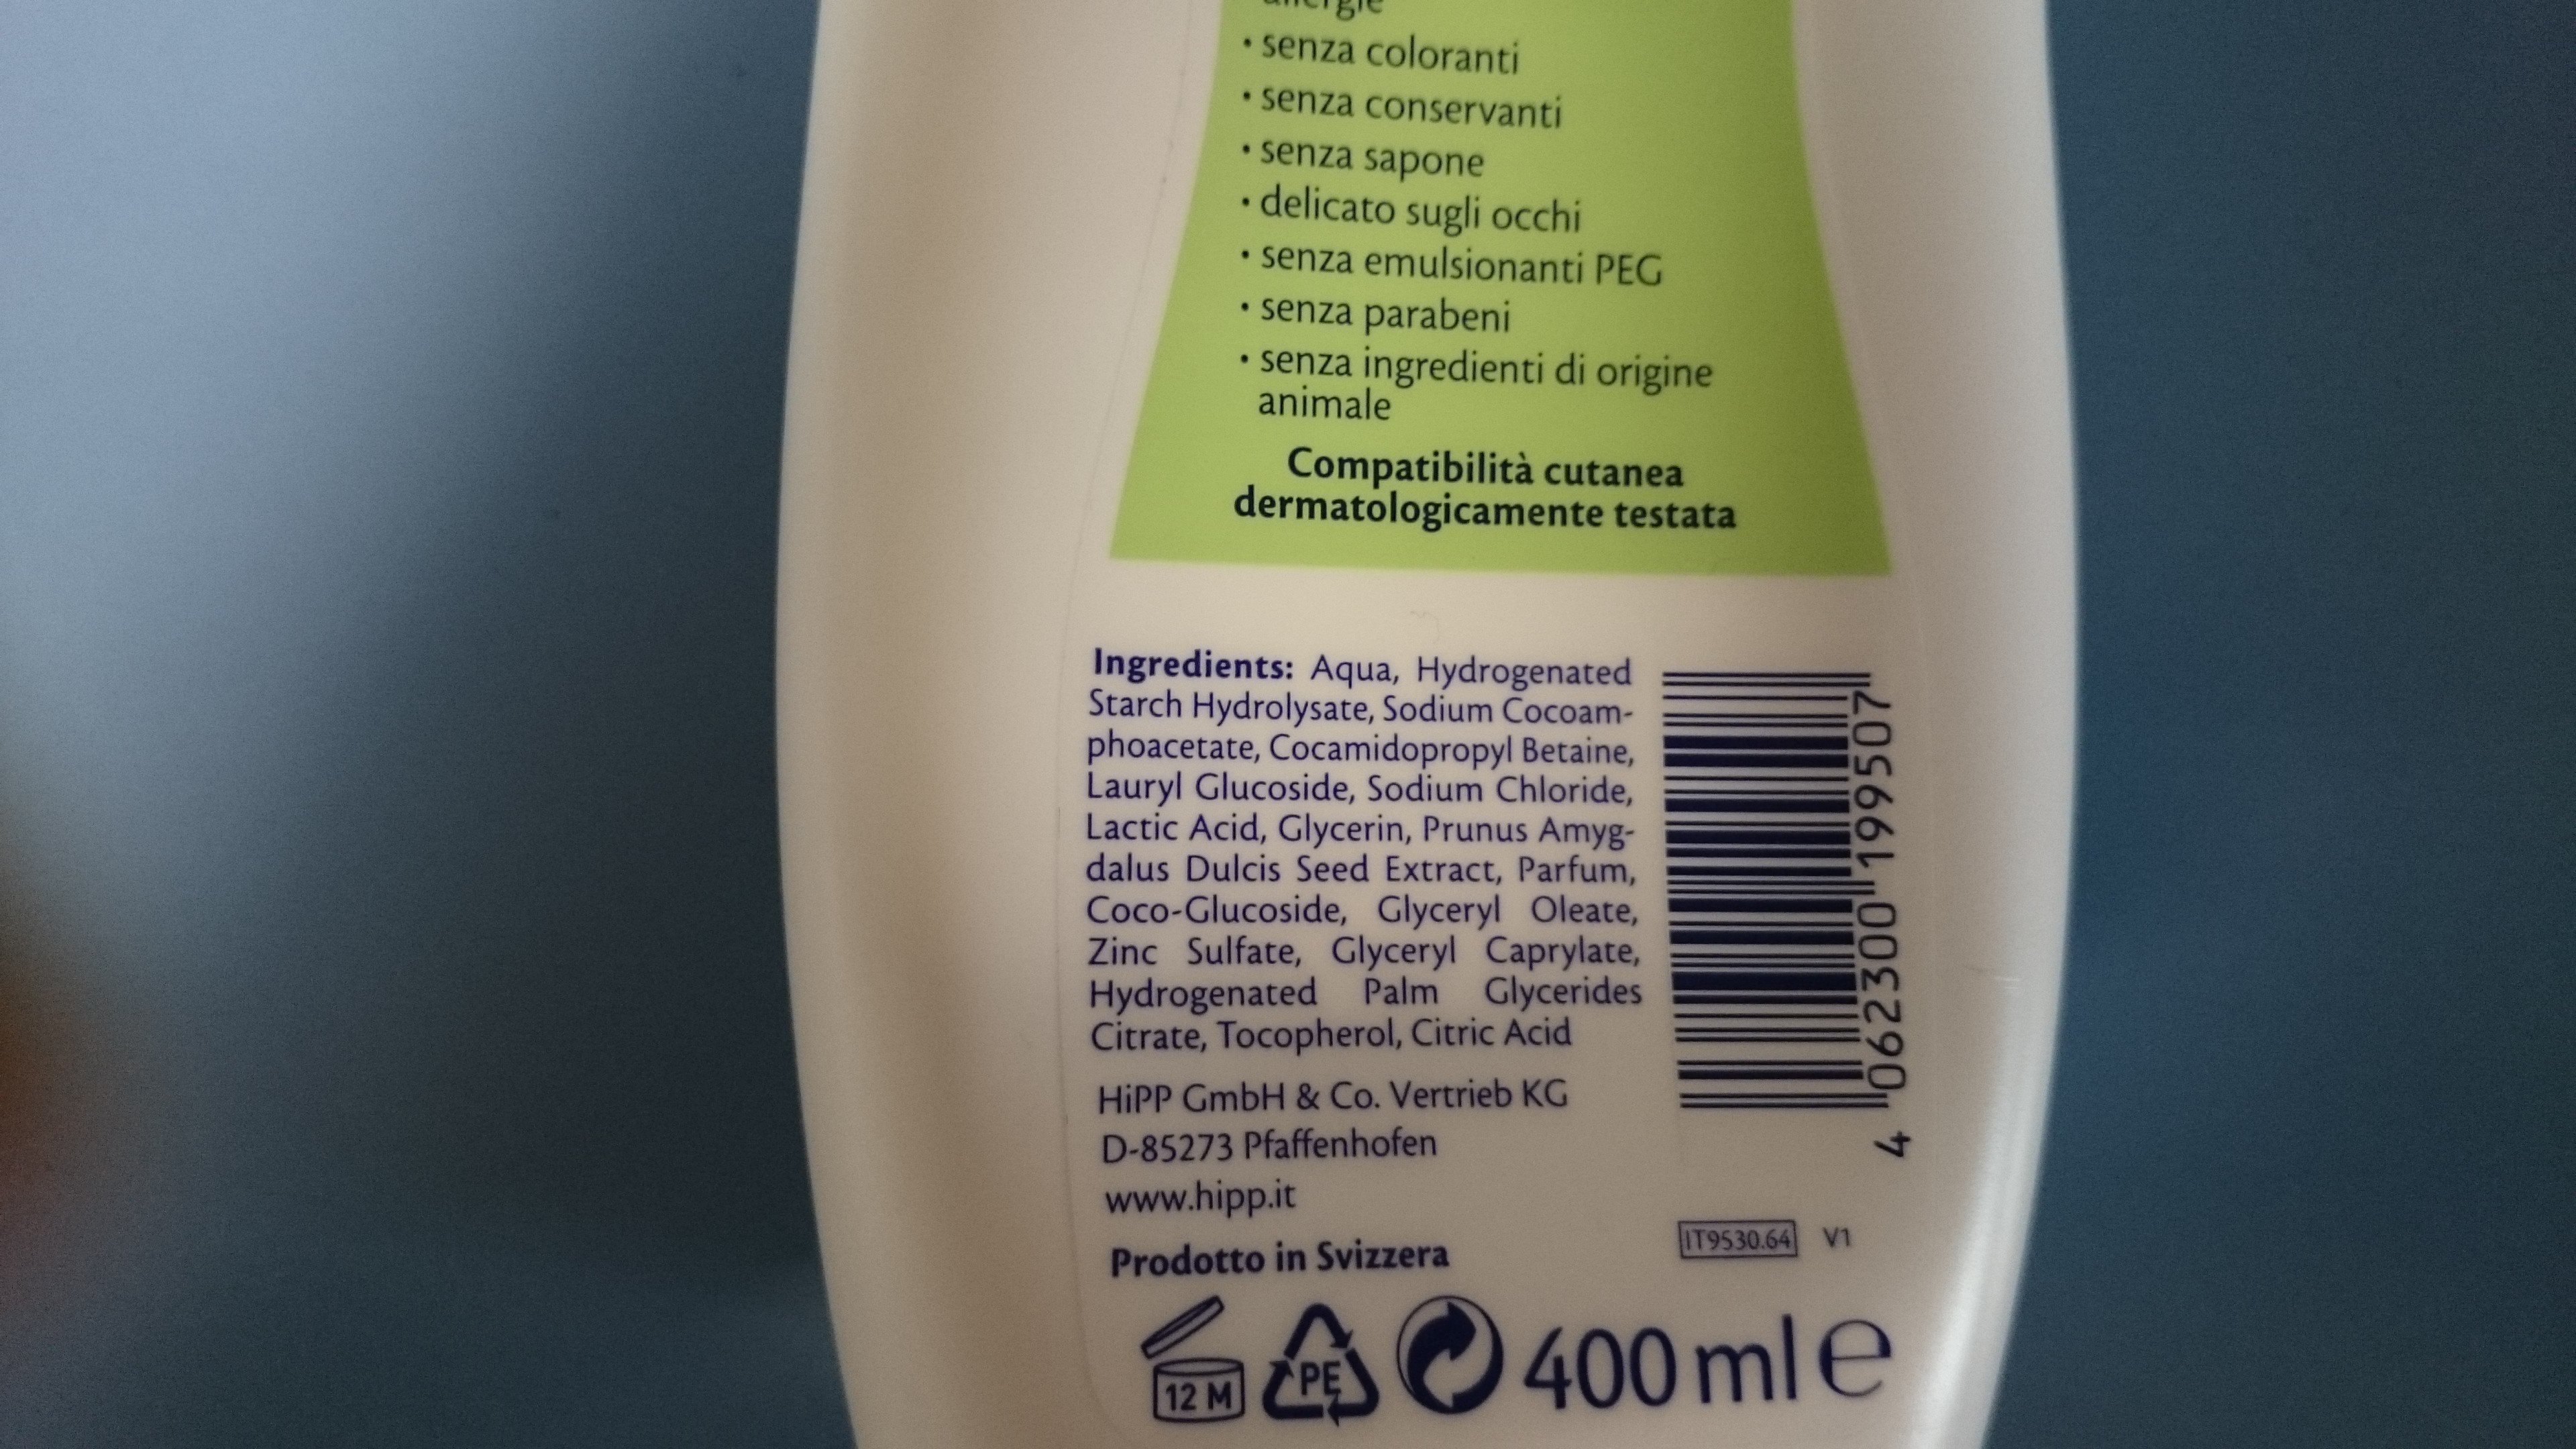 allergie
• senza coloranti
• senza conservanti
• senza sapone
• delicato sugli occhi
• senza emulsionanti PEG
• senza parabeni
• senza ingredienti di origine
animale
Compatibilità cutanea
dermatologicamente testata
Ingredients: Aqua, Hydrogenated
Starch Hydrolysate, Sodium Cocoam-
phoacetate, Cocamidopropyl Betaine,
Lauryl Glucoside, Sodium Chloride,
Lactic Acid, Glycerin, Prunus Amyg-
dalus Dulcis Seed Extract, Parfum,
Coco-Glucoside, Glyceryl Oleate,
Zinc Sulfate, Glyceryl Caprylate,
Hydrogenated Palm Glycerides
Citrate, Tocopherol, Citric Acid
HiPP GmbH & Co. Vertrieb KG
D-85273 Pfaffenhofen
www.hipp.it
Prodotto in Svizzera
4 062300 199507
IT9530.64 V1
12 M
PE
400 ml e